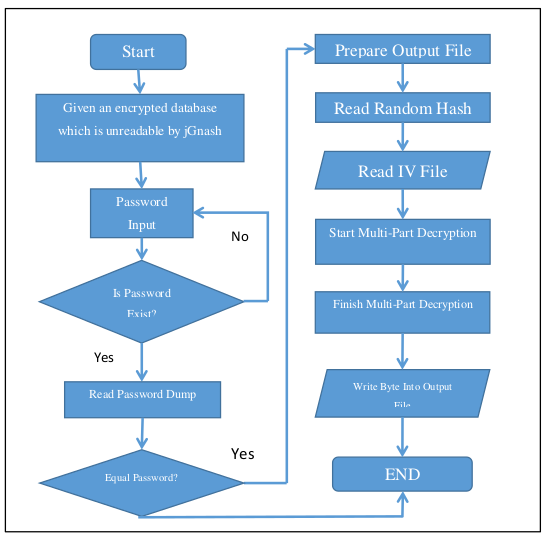 Start
Given an encrypted database
which is unreadable by jGnash
Password
Input
No
Is Password
Exist?
Yes
Read Password Dump
Equal Password?
Yes
Prepare Output File
Read Random Hash
Read IV File
Start Multi-Part Decryption
Finish Multi-Part Decryption
Write Byte Into Output
File
END